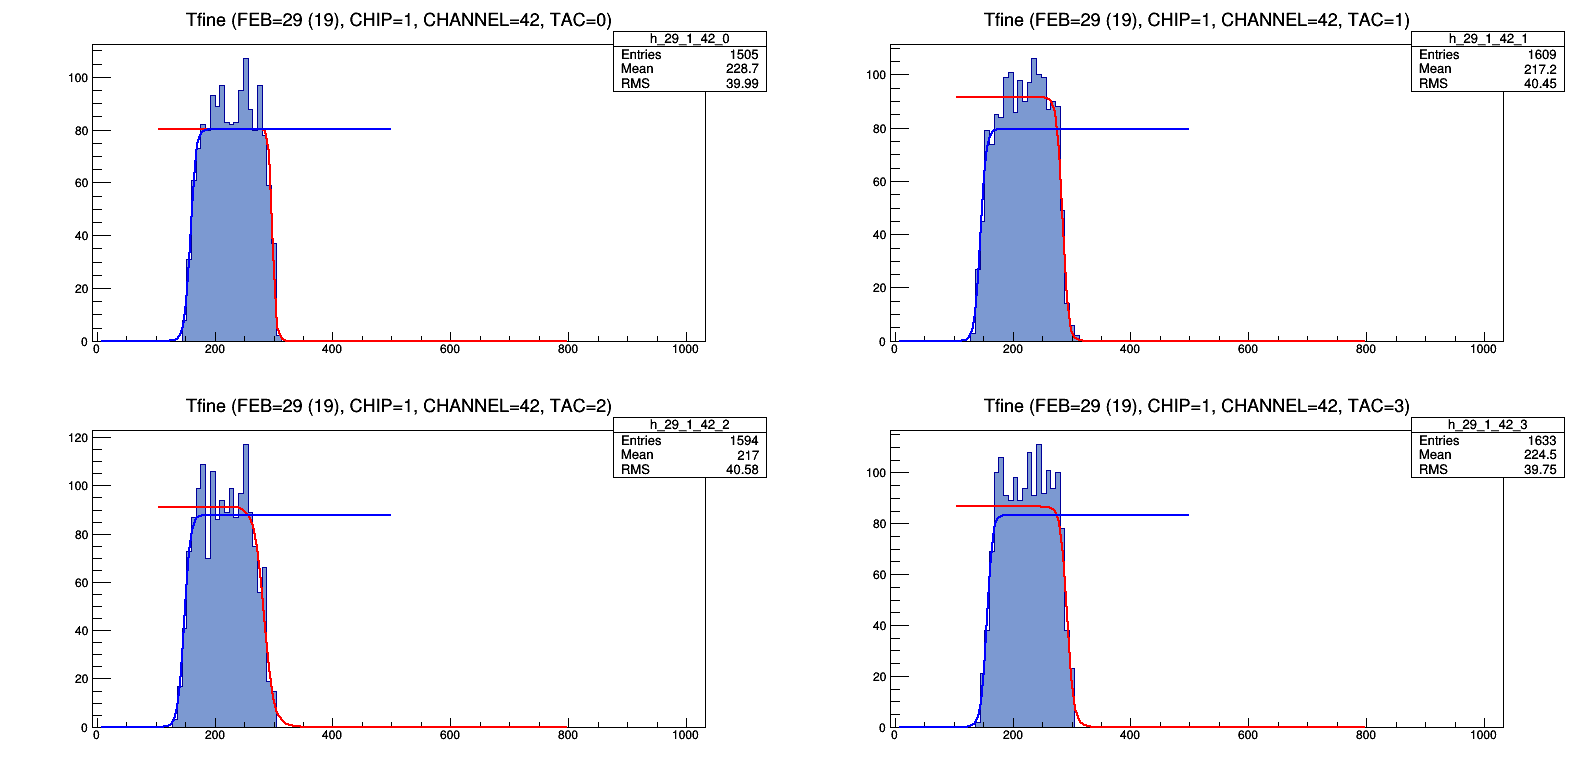 Tfine (FEB=29 (19), CHIP=1, CHANNEL=42, TAC=0)
h_29_1_42_0
Entries 1505
Mean 228.7
RMS 39.99
100
80
60
40
20
0
0 200 400 600 800 1000
Tfine (FEB=29 (19), CHIP=1, CHANNEL=42, TAC=1)
h_29_1_42_1
Entries 1609
Mean 217.2
RMS 40.45
100
80
60
40
20
0
0 200 400 600 800 1000
Tfine (FEB=29 (19), CHIP=1, CHANNEL=42, TAC=2)
h_29_1_42_2
Entries 1594
Mean 217
RMS 40.58
120
100
80
60
40
20
0
0 200 400 600 800 1000
Tfine (FEB=29 (19), CHIP=1, CHANNEL=42, TAC=3)
h_29_1_42_3
Entries 1633
Mean 224.5
RMS 39.75
100
80
60
40
20
0
0 200 400 600 800 1000